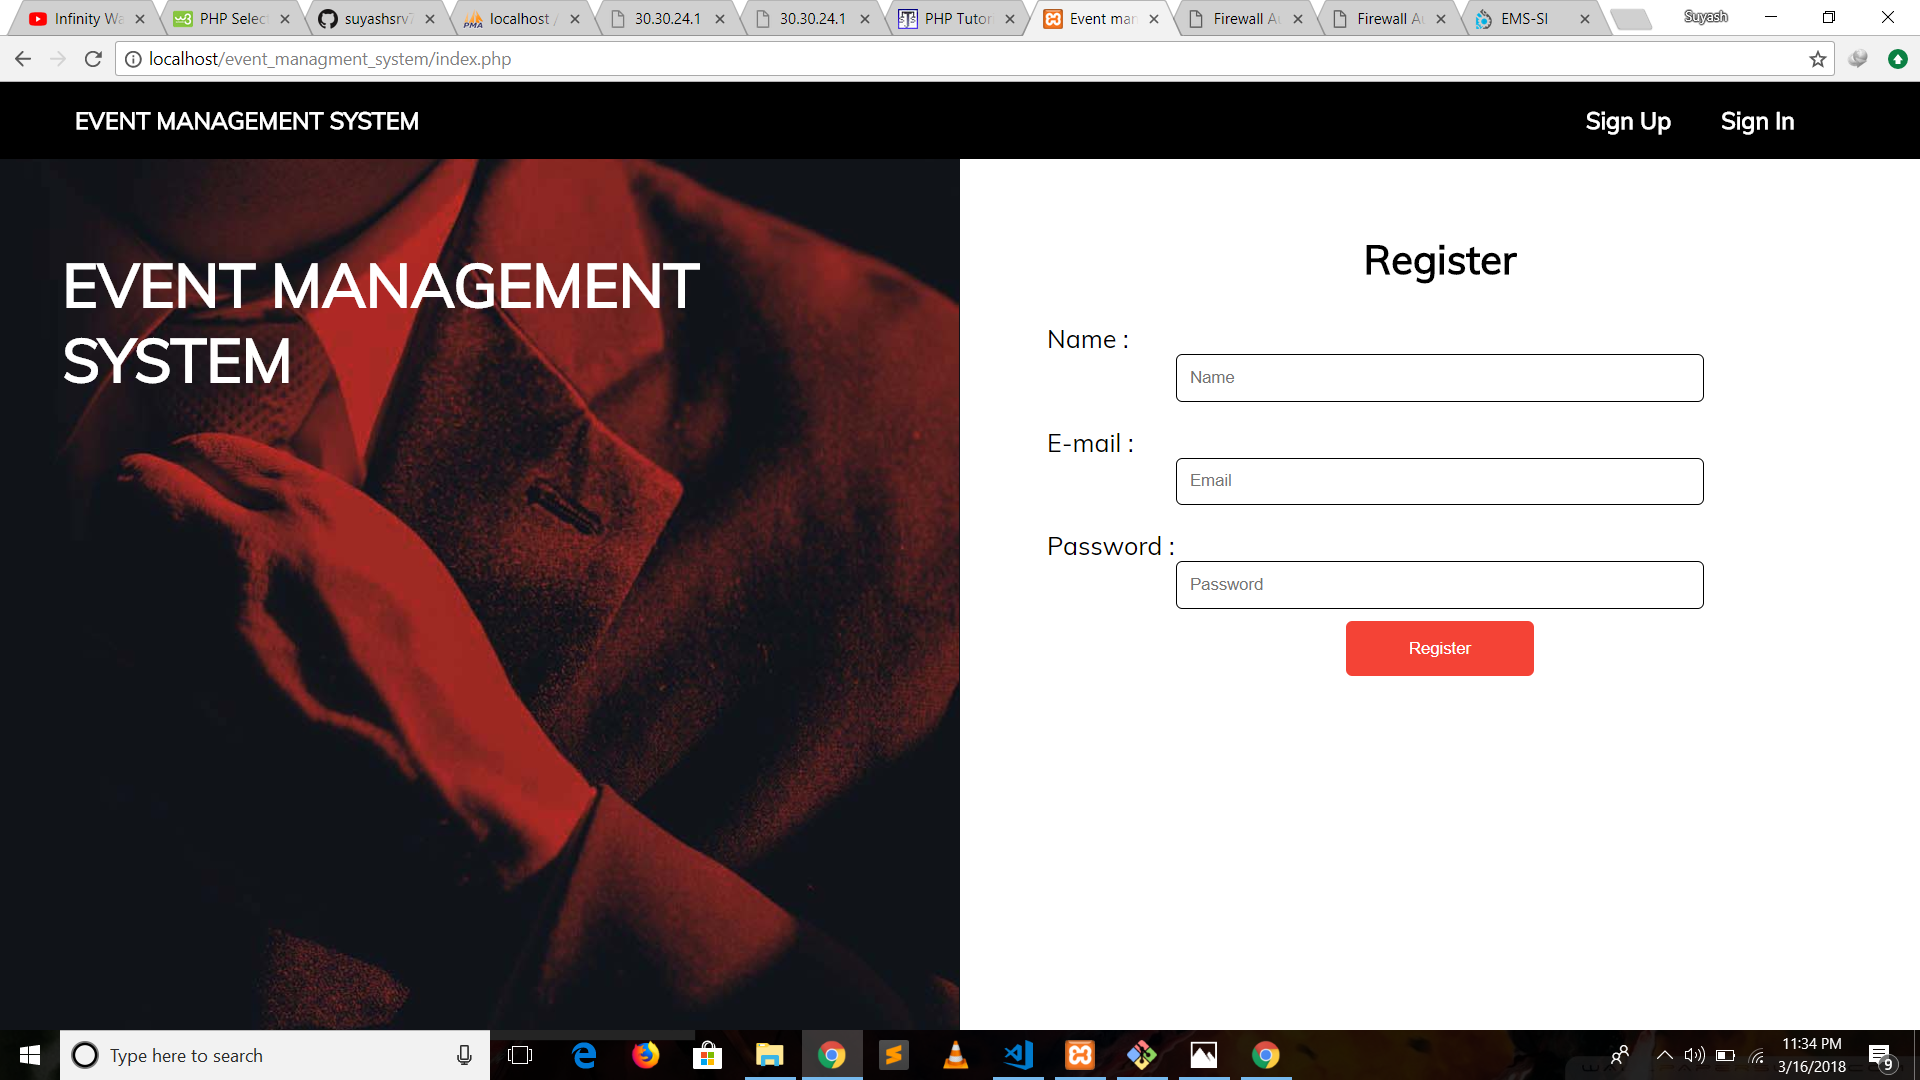 Infinity Wa
PHP Select
suyashsrv7
localhost /
30.30.24.1
30.30.24.1
PHP Tutor
Event man
Firewall Au
Firewall Au
EMS-SI
Suyash
localhost/event_managment_system/index.php
EVENT MANAGEMENT SYSTEM
Sign Up
Sign In
EVENT MANAGEMENT
SYSTEM
Register
Name :
Name
E-mail :
Email
Password :
Password
Register
Type here to search
11:34 PM
3/16/2018
9